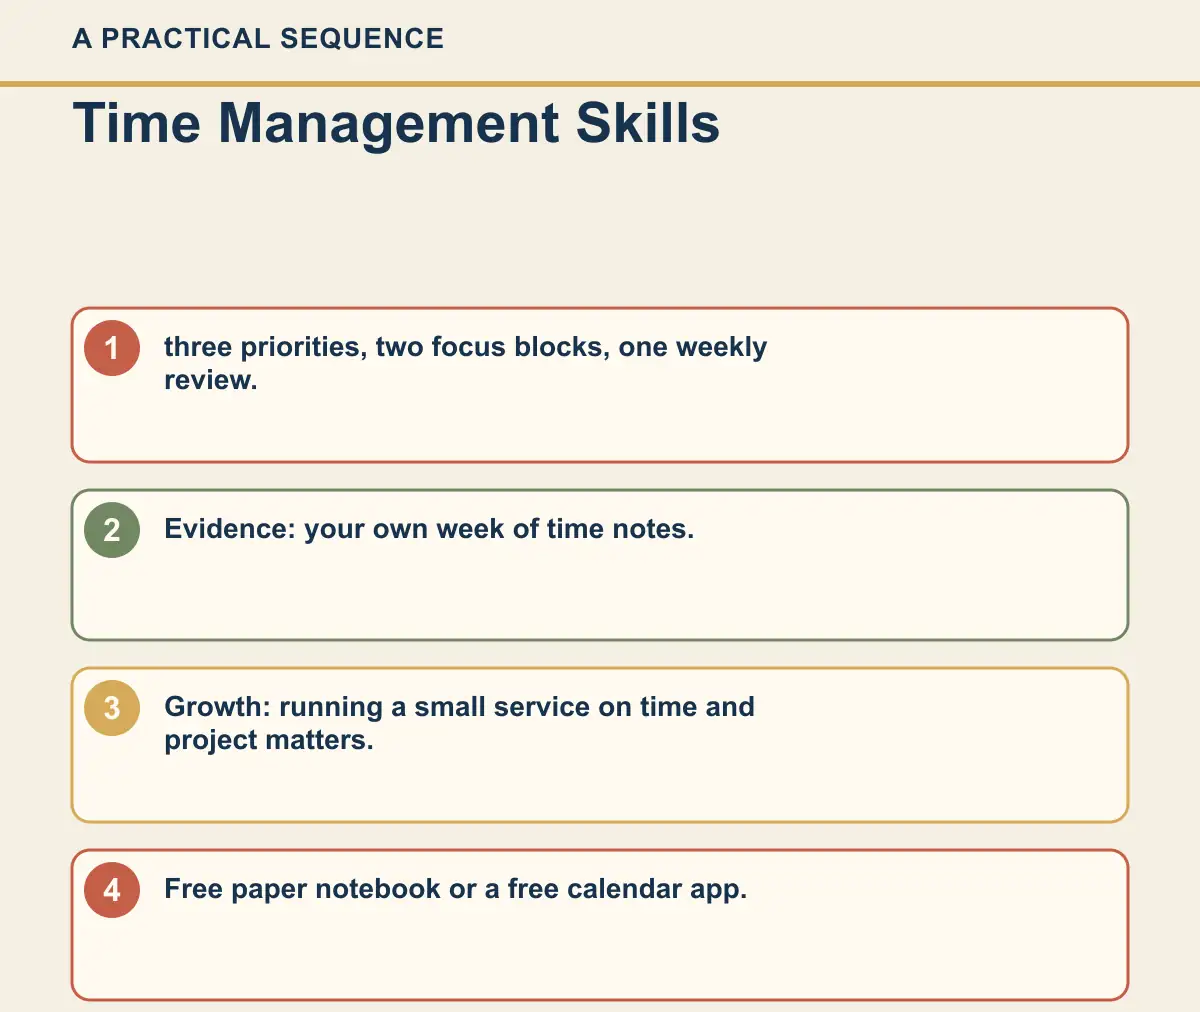 A PRACTICAL SEQUENCE
Time Management Skills
1
three priorities, two focus blocks, one weekly
review.
2
Evidence: your own week of time notes.
3
Growth: running a small service on time and
project matters.
4
Free paper notebook or a free calendar app.